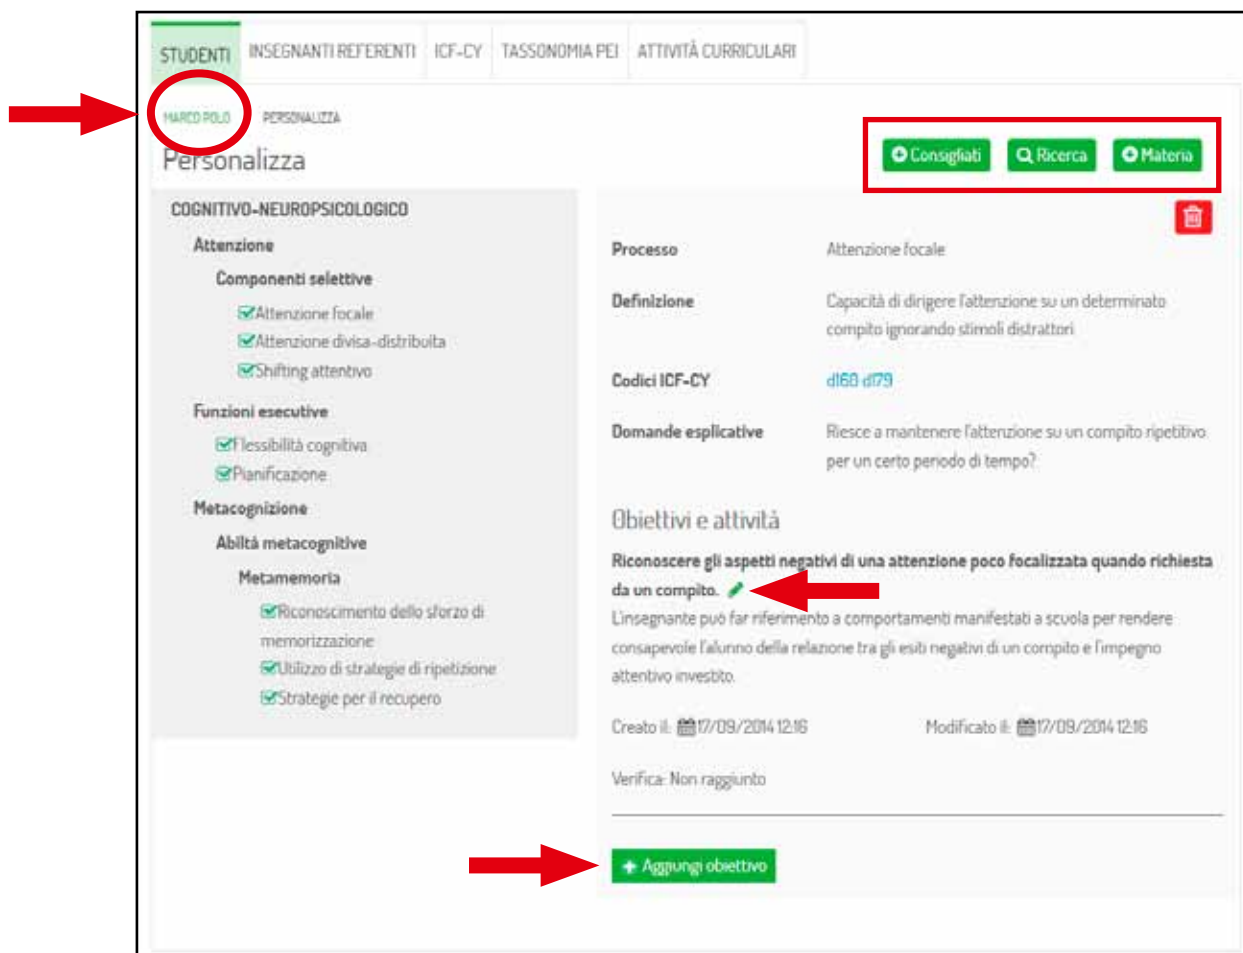 STUDENTI INSEGNANTI REFERENTI ICF-CY TASSONOMIA PEI ATTIVITÀ CURRICULARI
MARCO POLO PERSONALIZZA
Personalizza
Consigliati Ricerca Materia
COGNITIVO-NEUROPSICOLOGICO
Attenzione
Componenti selettive
Attenzione focale
Attenzione divisa-distribuita
Shifting attentivo
Funzioni esecutive
Flessibilità cognitiva
Pianificazione
Metacognizione
Abiltà metacognitive
Metamemoria
Riconoscimento dello sforzo di
memorizzazione
Utilizzo di strategie di ripetizione
Strategie per il recupero
Processo Attenzione focale
Definizione Capacità di dirigere l'attenzione su un determinato
compito ignorando stimoli distrattori
Codici ICF-CY d160 d179
Domande esplicative Riesce a mantenere l'attenzione su un compito ripetitivo
per un certo periodo di tempo?
Obiettivi e attività
Riconoscere gli aspetti negativi di una attenzione poco focalizzata quando richiesta
da un compito.
L'insegnante può far riferimento a comportamenti manifestati a scuola per rendere
consapevole l'alunno della relazione tra gli esiti negativi di un compito e l'impegno
attentivo investito.
Creato il: 17/09/2014 12:16 Modificato il: 17/09/2014 12:16
Verifica: Non raggiunto
+ Aggiungi obiettivo